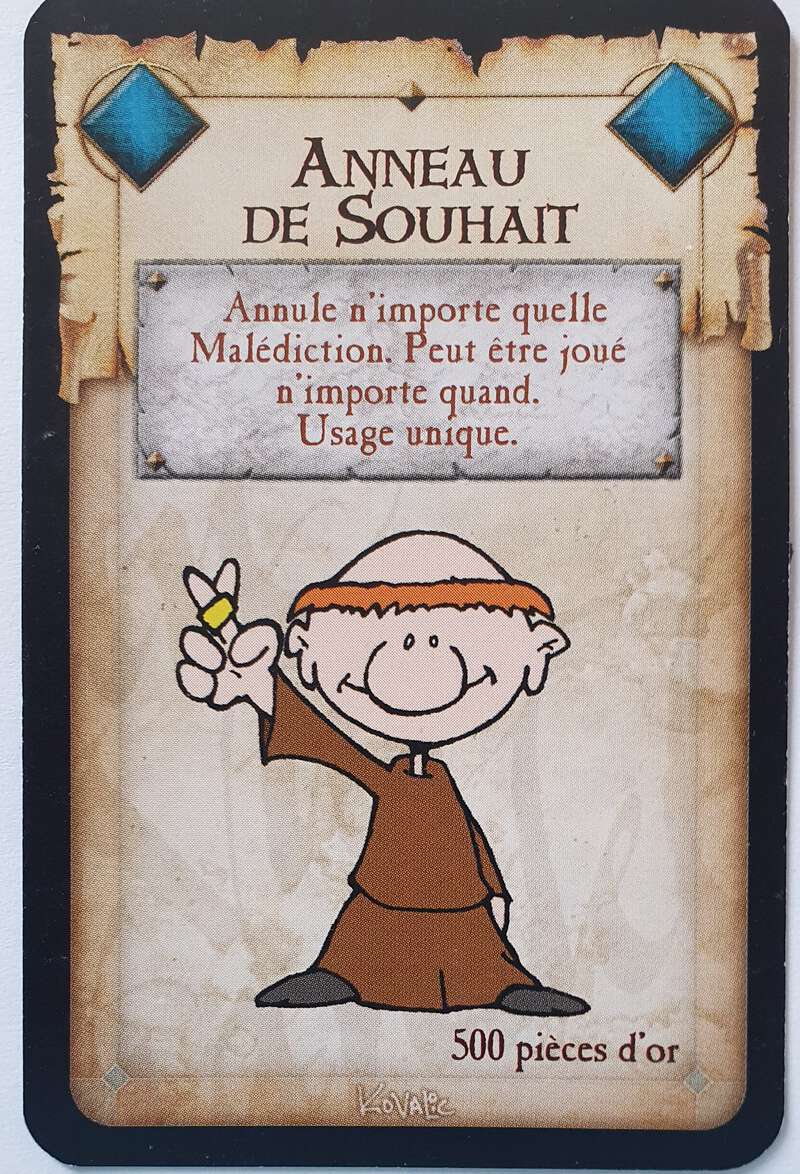 Anneau
de Souhait
Annule n'importe quelle
Malédiction. Peut être joué
n'importe quand.
Usage unique.
500 pièces d'or
Kovalic